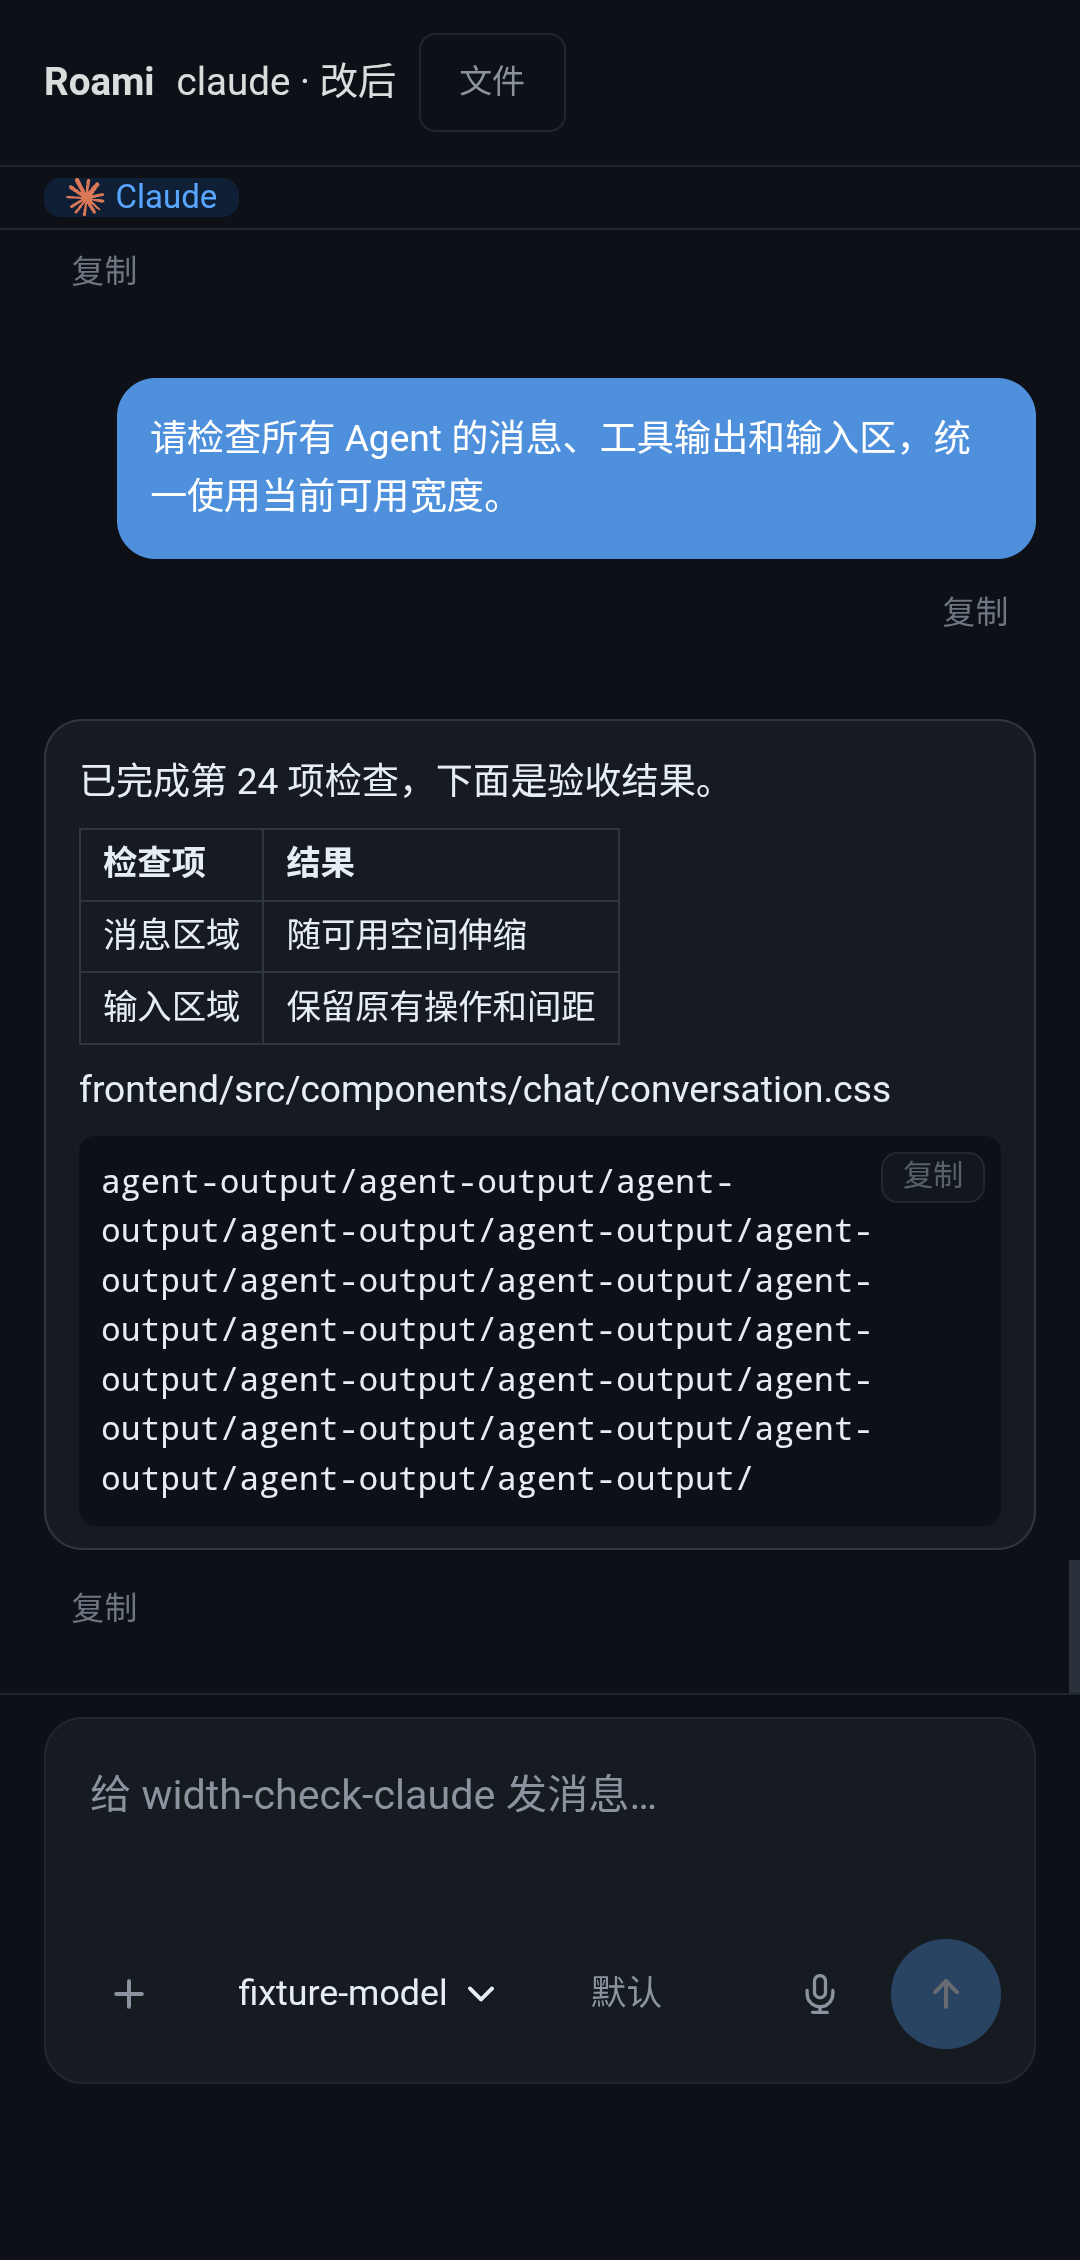 Roami claude · 改后 文件
Claude
复制
请检查所有 Agent 的消息、工具输出和输入区，统
一使用当前可用宽度。
复制
已完成第 24 项检查，下面是验收结果。
检查项 结果
消息区域 随可用空间伸缩
输入区域 保留原有操作和间距
frontend/src/components/chat/conversation.css
复制
agent-output/agent-output/agent-
output/agent-output/agent-output/agent-
output/agent-output/agent-output/agent-
output/agent-output/agent-output/agent-
output/agent-output/agent-output/agent-
output/agent-output/agent-output/agent-
output/agent-output/agent-output/
复制
给 width-check-claude 发消息…
fixture-model 默认